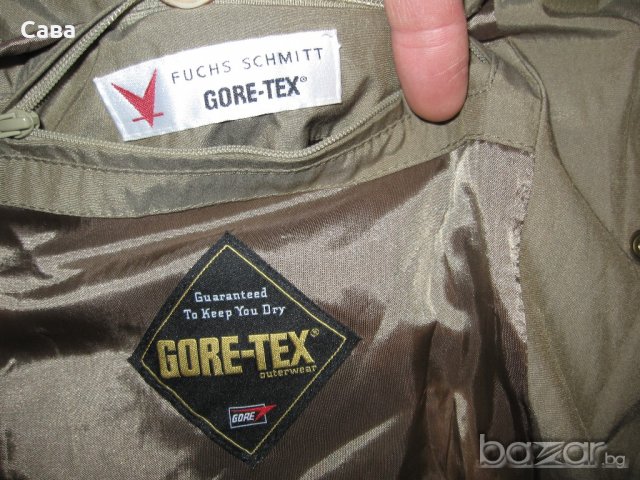 Сава
FUCHS SCHMITT
GORE-TEX®
Guaranteed
To Keep You Dry
GORE-TEX®
outerwear
GORE
bazar.bg